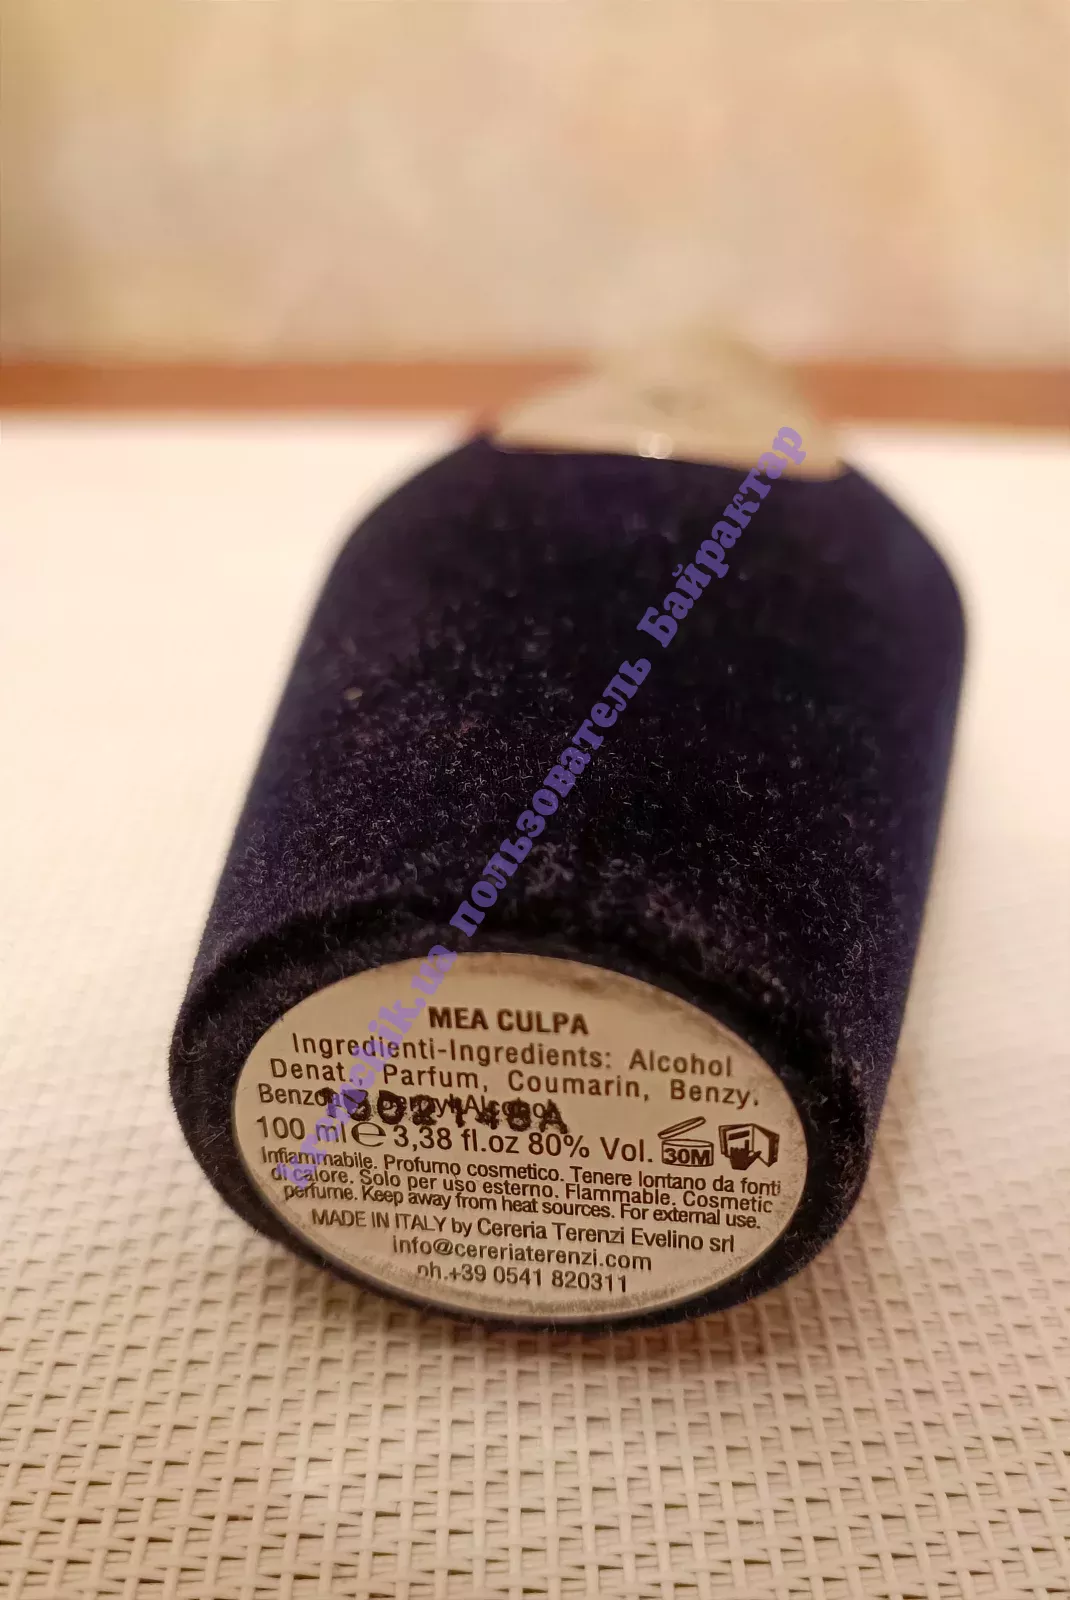 MEA CULPA
Ingredienti-Ingredients: Alcohol
Denat., Parfum, Coumarin, Benzy.
Alcohol
100 ml e 3,38 fl.oz 80% Vol. 30M
Infiammabile. Profumo cosmetico. Tenere lontano da fonti
di calore. Solo per uso esterno. Flammable. Cosmetic
perfume. Keep away from heat sources. For external use.
MADE IN ITALY by Cereria Terenzi Evelino srl
info@cereriaterenzi.com
ph.+39 0541 820311
пользователь Байрактар